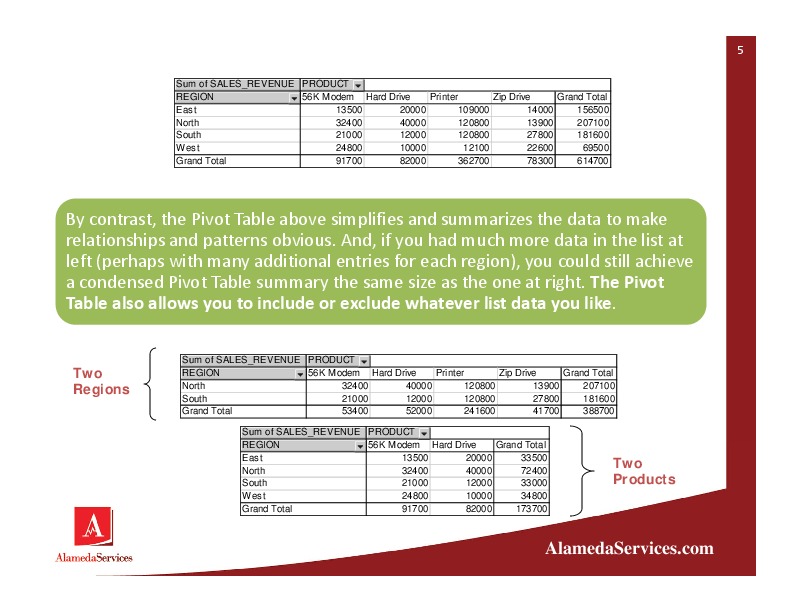 5
Sum of SALES_REVENUE PRODUCT
REGION 56K Modem Hard Drive Printer Zip Drive Grand Total
East 13500 20000 109000 14000 156500
North 32400 40000 120800 13900 207100
South 21000 12000 120800 27800 181600
West 24800 10000 12100 22600 69500
Grand Total 91700 82000 362700 78300 614700
By contrast, the Pivot Table above simplifies and summarizes the data to make
relationships and patterns obvious. And, if you had much more data in the list at
left (perhaps with many additional entries for each region), you could still achieve
a condensed Pivot Table summary the same size as the one at right. The Pivot
Table also allows you to include or exclude whatever list data you like.
Two
Regions
Sum of SALES_REVENUE PRODUCT
REGION 56K Modem Hard Drive Printer Zip Drive Grand Total
North 32400 40000 120800 13900 207100
South 21000 12000 120800 27800 181600
Grand Total 53400 52000 241600 41700 388700
Sum of SALES_REVENUE PRODUCT
REGION 56K Modem Hard Drive Grand Total
East 13500 20000 33500
North 32400 40000 72400
South 21000 12000 33000
West 24800 10000 34800
Grand Total 91700 82000 173700
Two
Products
A
AlamedaServices
AlamedaServices.com